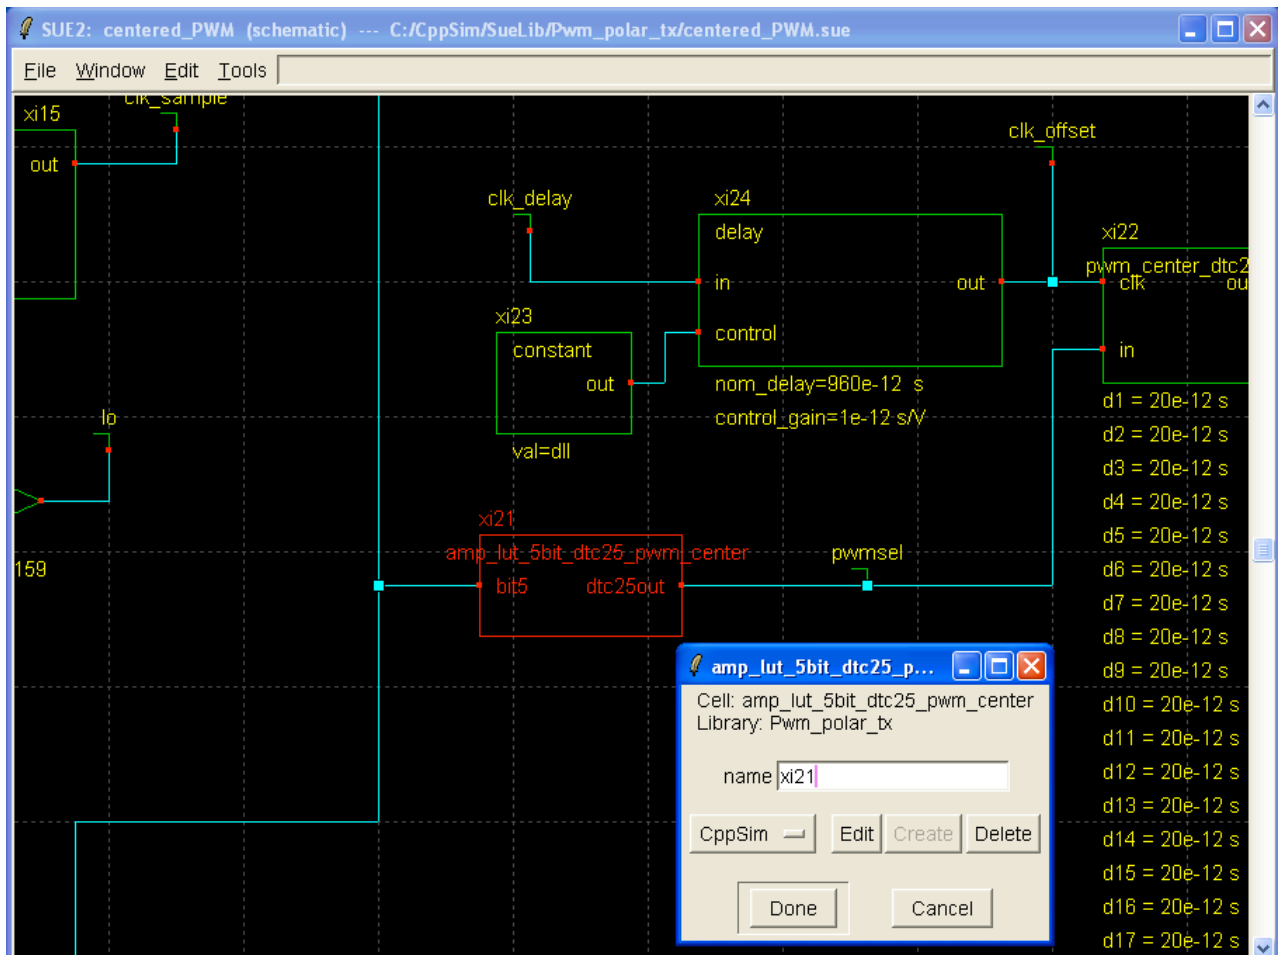 SUE2: centered_PWM (schematic) --- C:/CppSim/SueLib/Pwm_polar_tx/centered_PWM.sue
File Window Edit Tools
clk_sample
xi15
out
clk_offset
clk_delay
xi24
delay
in
out
control
nom_delay=960e-12 s
control_gain=1e-12 s/V
xi22
pwm_center_dtc2
clk
ou
in
xi23
constant
out
val=dll
lo
159
xi21
amp_lut_5bit_dtc25_pwm_center
bit5
dtc25out
pwmsel
d1 = 20e-12 s
d2 = 20e-12 s
d3 = 20e-12 s
d4 = 20e-12 s
d5 = 20e-12 s
d6 = 20e-12 s
d7 = 20e-12 s
d8 = 20e-12 s
d9 = 20e-12 s
d10 = 20e-12 s
d11 = 20e-12 s
d12 = 20e-12 s
d13 = 20e-12 s
d14 = 20e-12 s
d15 = 20e-12 s
d16 = 20e-12 s
d17 = 20e-12 s
amp_lut_5bit_dtc25_p...
Cell: amp_lut_5bit_dtc25_pwm_center
Library: Pwm_polar_tx
name xi21
CppSim Edit Create Delete
Done Cancel